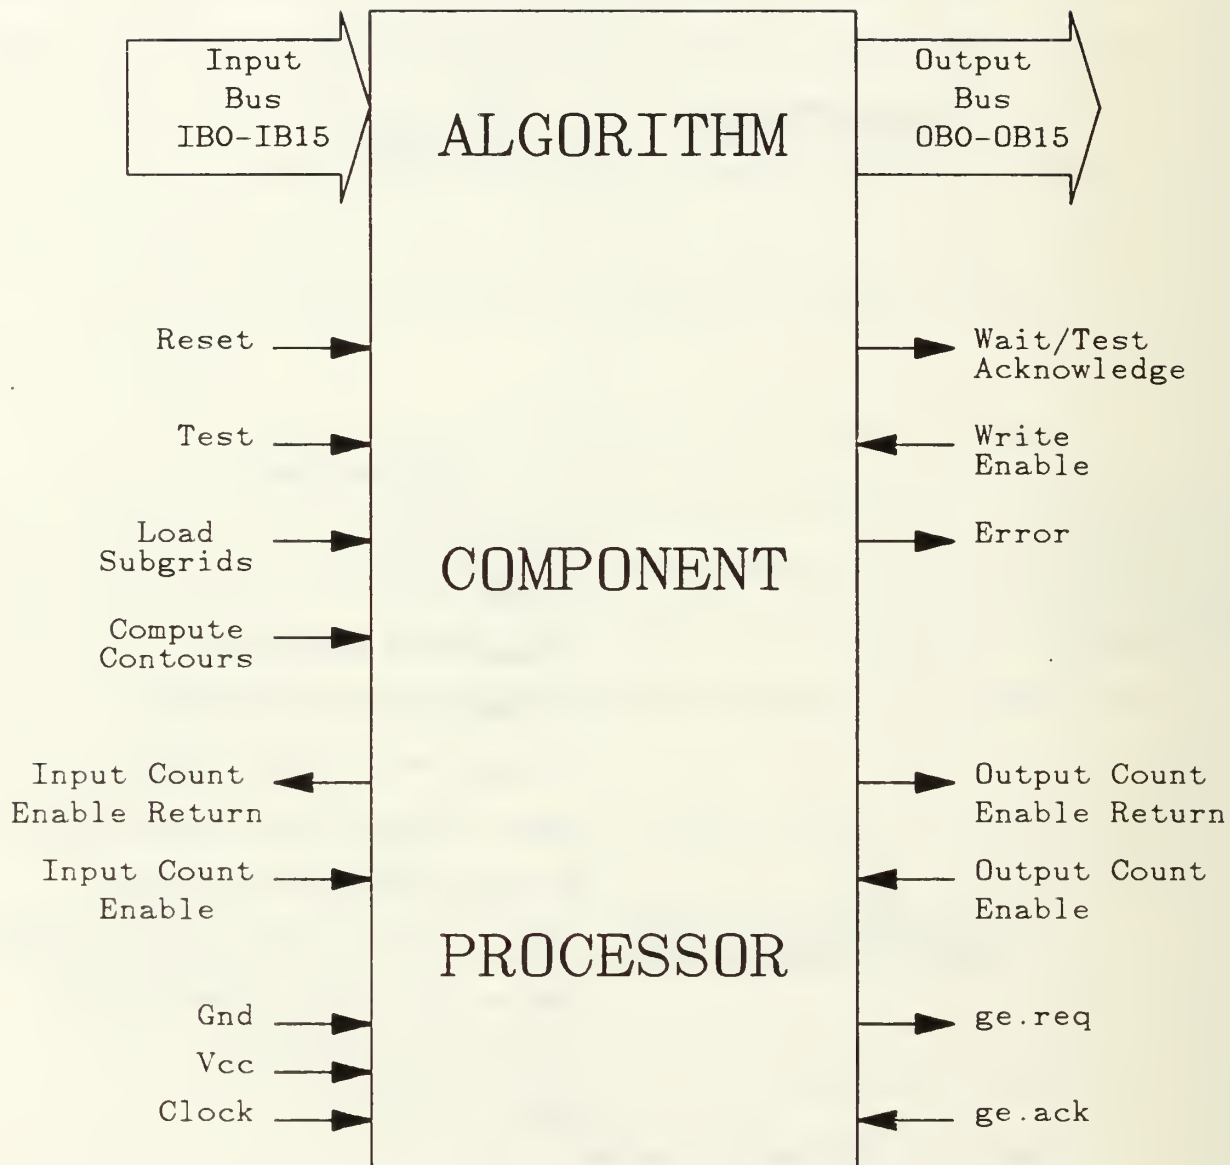 Input
Bus
IB0-IB15
ALGORITHM
Output
Bus
OB0-OB15
Reset
Wait/Test
Acknowledge
Test
Write
Enable
Load
Subgrids
COMPONENT
Error
Compute
Contours
Input Count
Enable Return
Output Count
Enable Return
Input Count
Enable
Output Count
Enable
PROCESSOR
Gnd
ge.req
Vcc
Clock
ge.ack